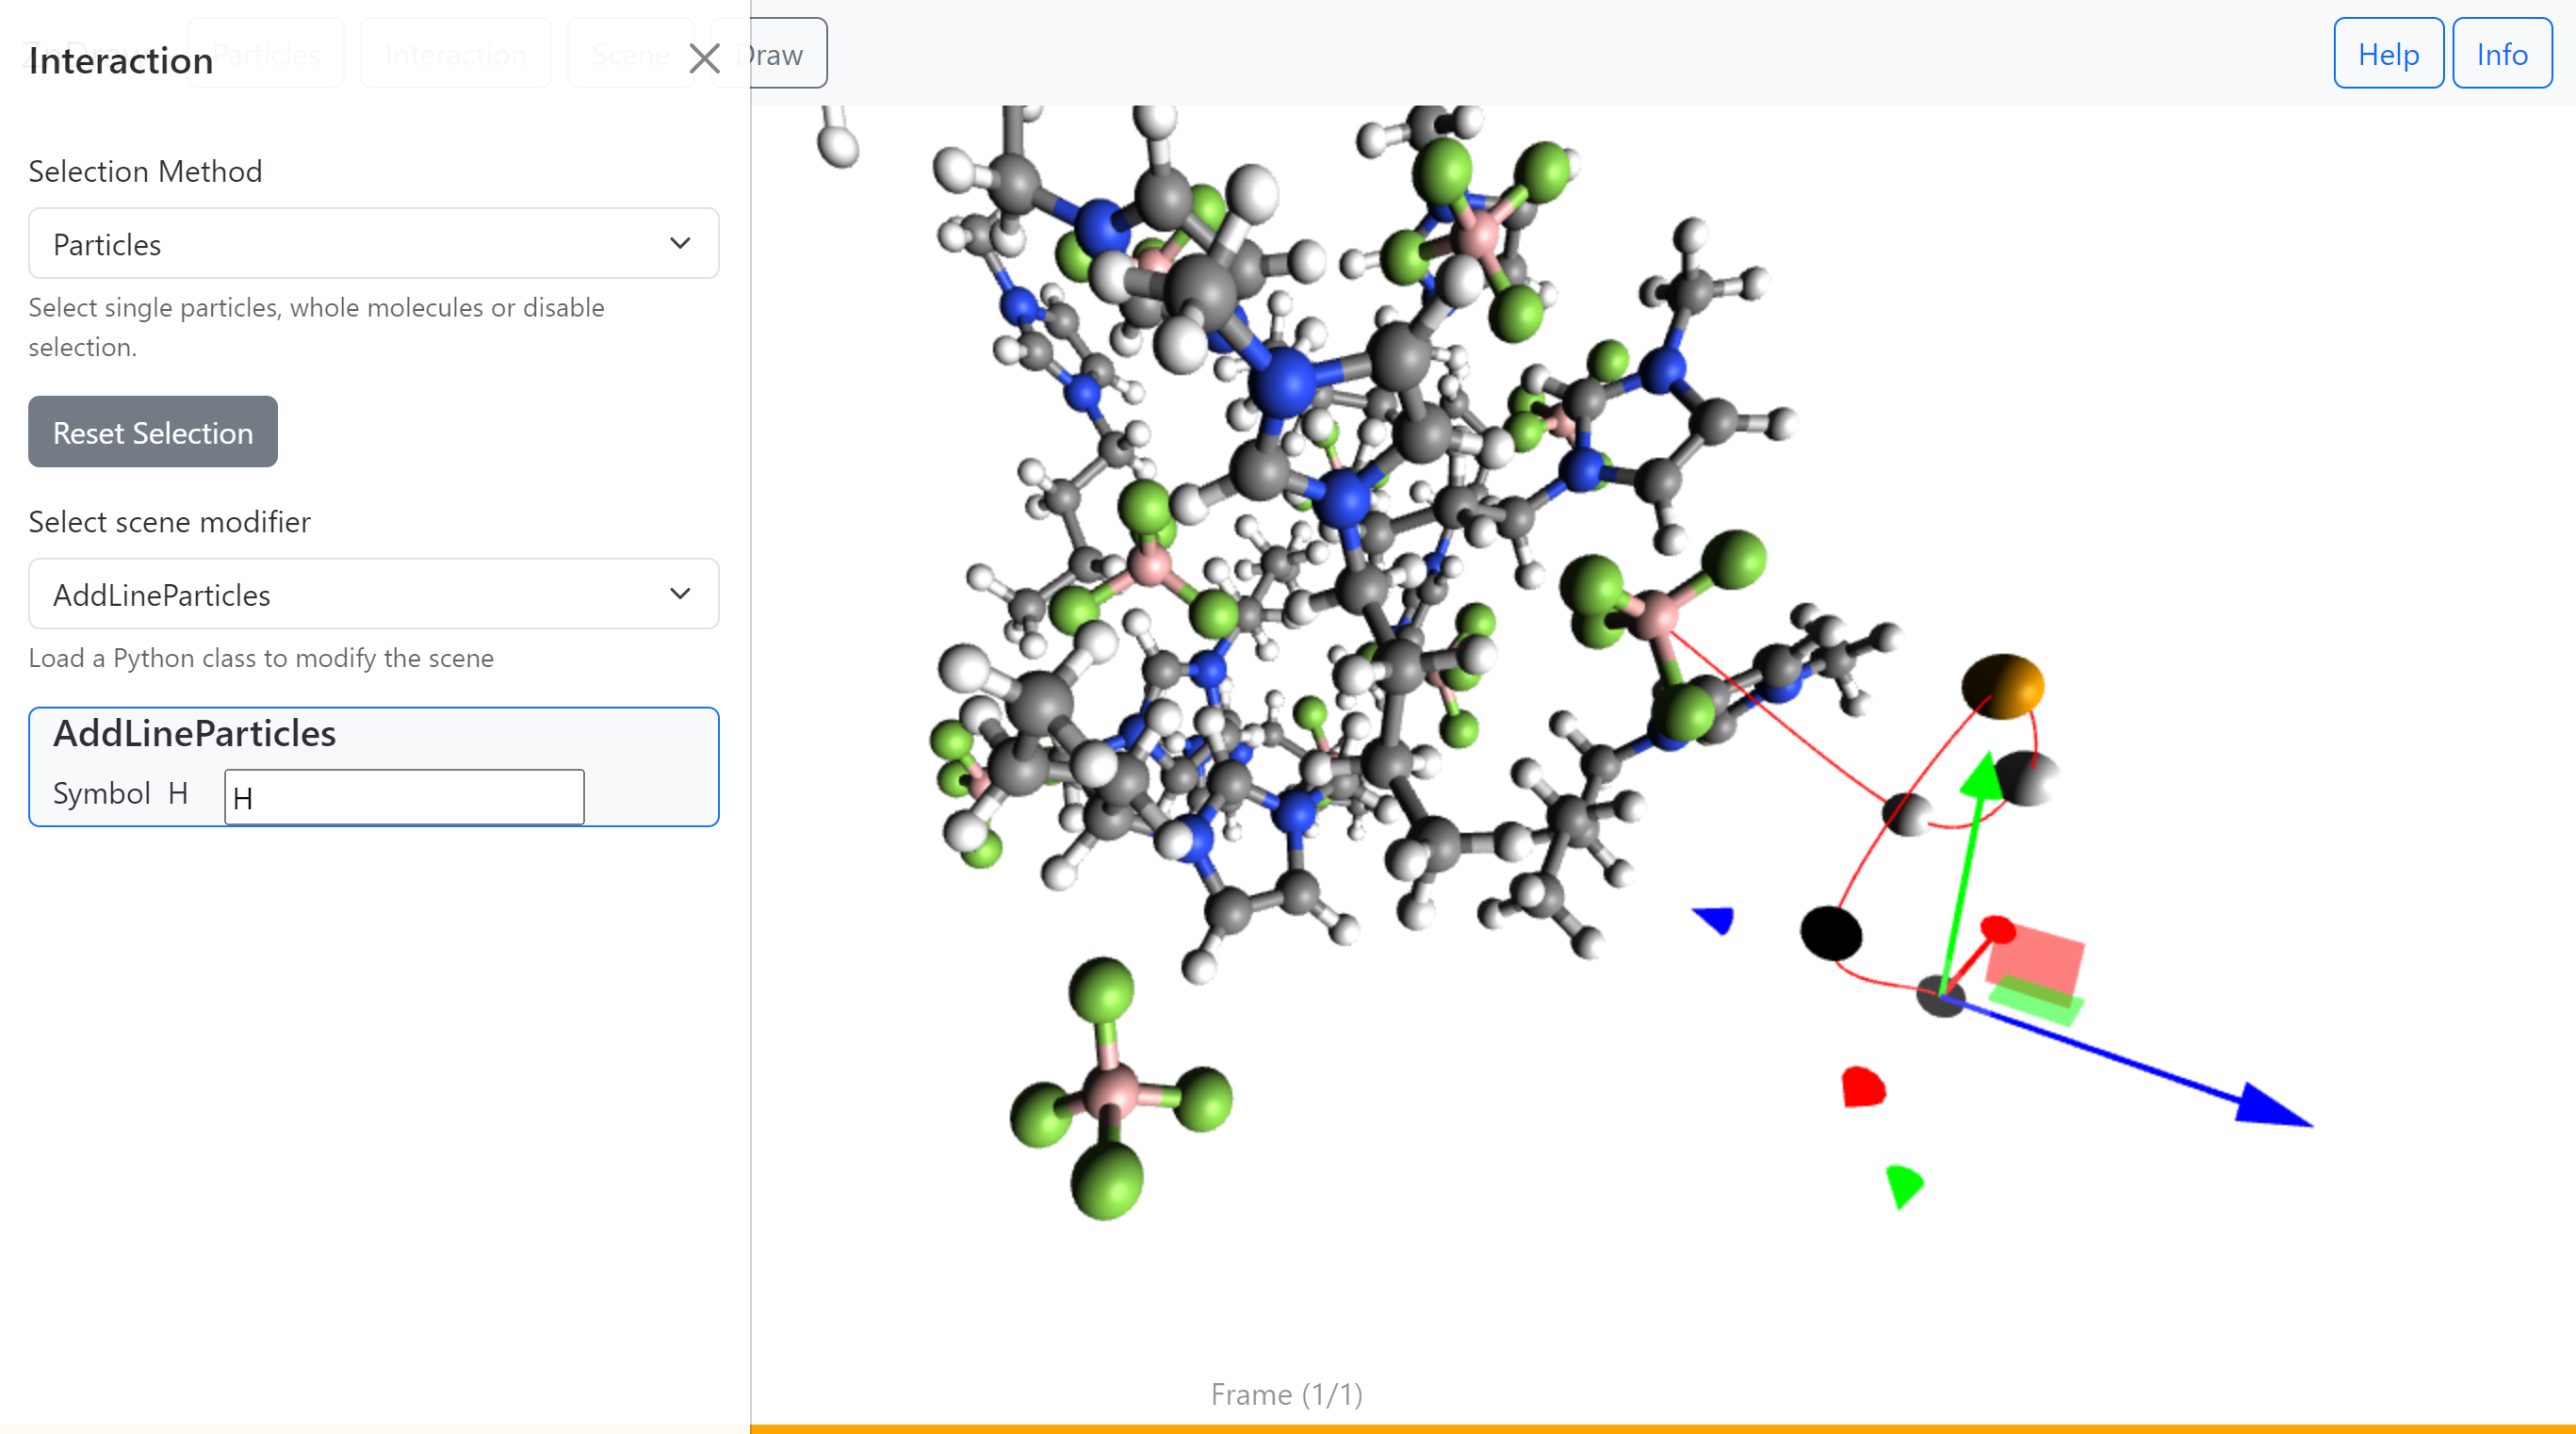 Particles Interaction Scene Draw Help Info
Interaction
Selection Method
Particles
Select single particles, whole molecules or disable
selection.
Reset Selection
Select scene modifier
AddLineParticles
Load a Python class to modify the scene
AddLineParticles
Symbol H H
Frame (1/1)